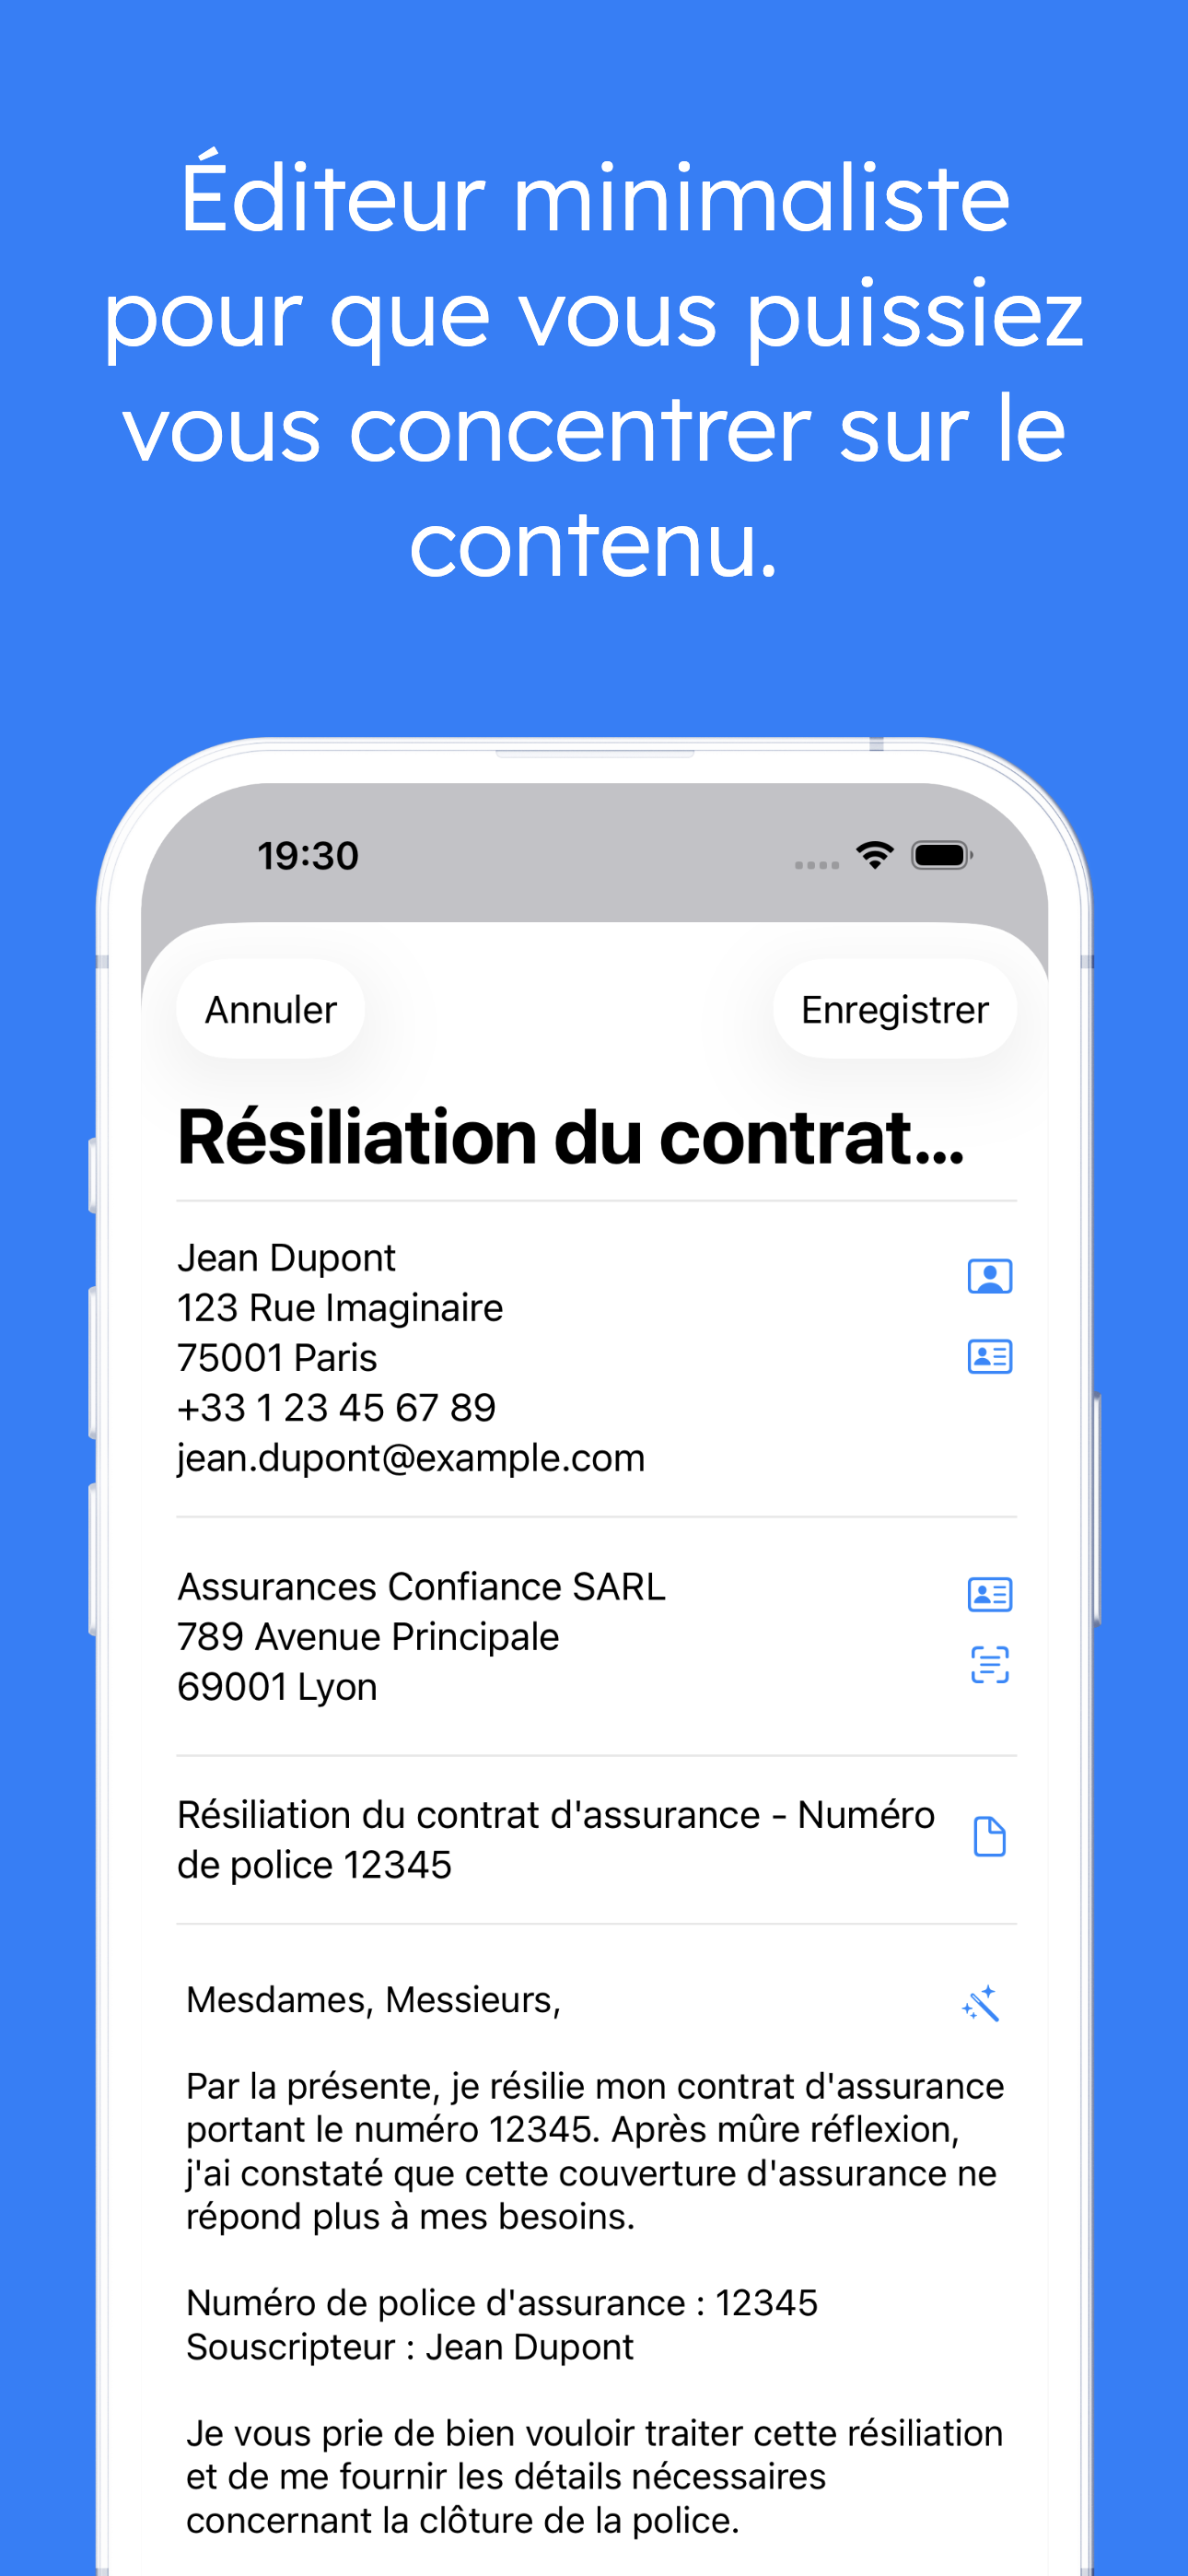 Éditeur minimaliste
pour que vous puissiez
vous concentrer sur le
contenu.
19:30
Annuler
Enregistrer
Résiliation du contrat...
Jean Dupont
123 Rue Imaginaire
75001 Paris
+33 1 23 45 67 89
jean.dupont@example.com
Assurances Confiance SARL
789 Avenue Principale
69001 Lyon
Résiliation du contrat d'assurance - Numéro
de police 12345
Mesdames, Messieurs,
Par la présente, je résilie mon contrat d'assurance
portant le numéro 12345. Après mûre réflexion,
j'ai constaté que cette couverture d'assurance ne
répond plus à mes besoins.
Numéro de police d'assurance : 12345
Souscripteur : Jean Dupont
Je vous prie de bien vouloir traiter cette résiliation
et de me fournir les détails nécessaires
concernant la clôture de la police.